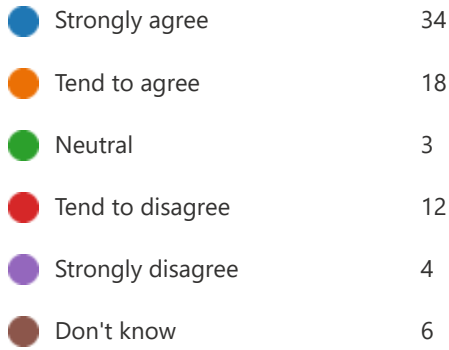 Strongly agree 34
Tend to agree 18
Neutral 3
Tend to disagree 12
Strongly disagree 4
Don't know 6